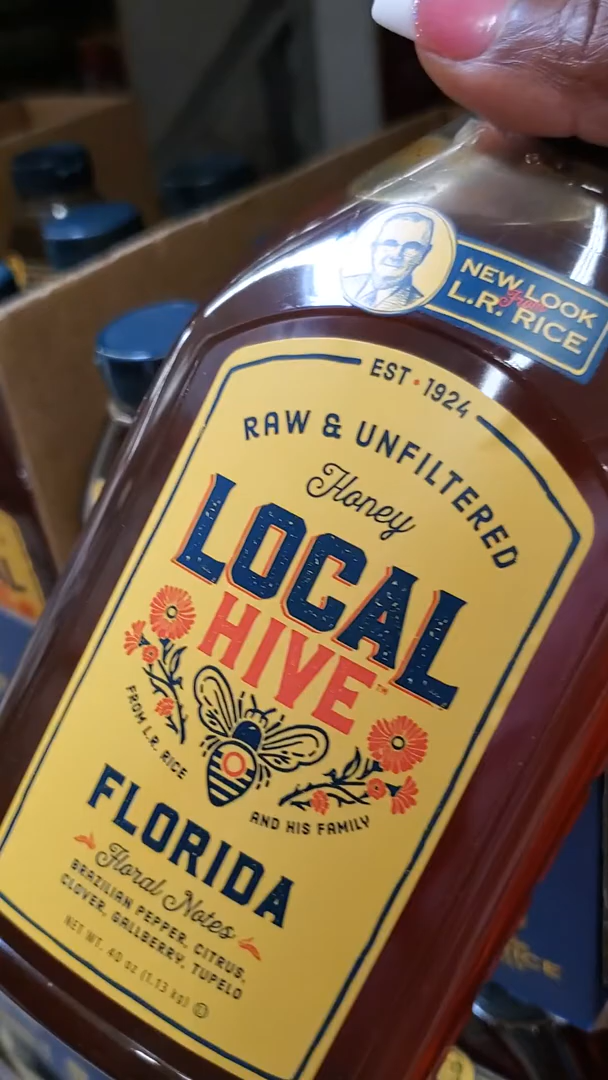 NEW LOOK
From
L.R. RICE
EST • 1924
RAW & UNFILTERED
Honey
LOCAL
HIVE™
FROM L.R. RICE
AND HIS FAMILY
FLORIDA
Floral Notes
BRAZILIAN PEPPER, CITRUS,
CLOVER, GALLBERRY, TUPELO
NET WT. 40 oz (1.13 kg)